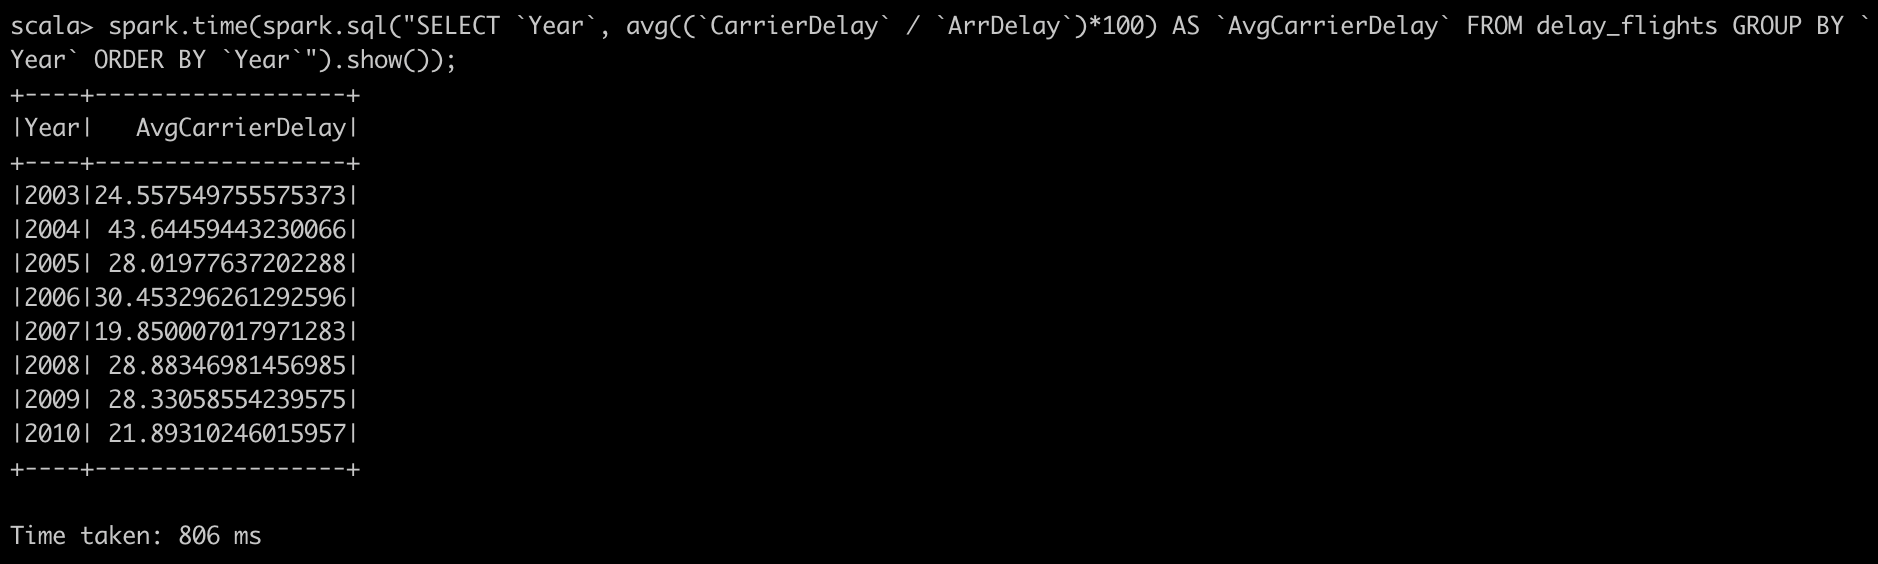 scala> spark.time(spark.sql("SELECT `Year`, avg((`CarrierDelay` / `ArrDelay`)*100) AS `AvgCarrierDelay` FROM delay_flights GROUP BY `
Year` ORDER BY `Year`").show());
+----+------------------+
|Year|   AvgCarrierDelay|
+----+------------------+
|2003|24.557549755575373|
|2004| 43.64459443230066|
|2005| 28.01977637202288|
|2006|30.453296261292596|
|2007|19.850007017971283|
|2008| 28.88346981456985|
|2009| 28.33058554239575|
|2010| 21.89310246015957|
+----+------------------+
Time taken: 806 ms